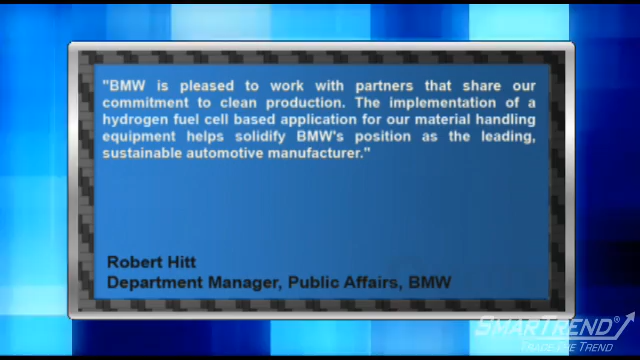 "BMW is pleased to work with partners that share our
commitment to clean production. The implementation of a
hydrogen fuel cell based application for our material handling
equipment helps solidify BMW's position as the leading,
sustainable automotive manufacturer."
Robert Hitt
Department Manager, Public Affairs, BMW
SMARTREND®
TRADE THE TREND